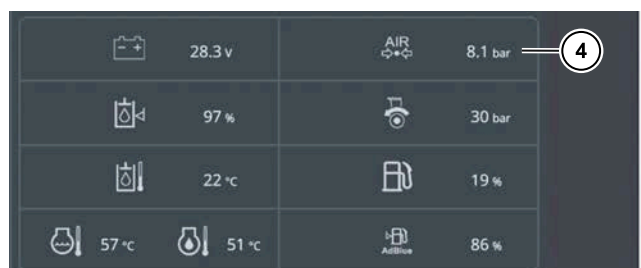 28.3 v
AIR
8.1 bar
4
97 %
30 bar
22 °C
19 %
57 °C
51 °C
AdBlue
86 %